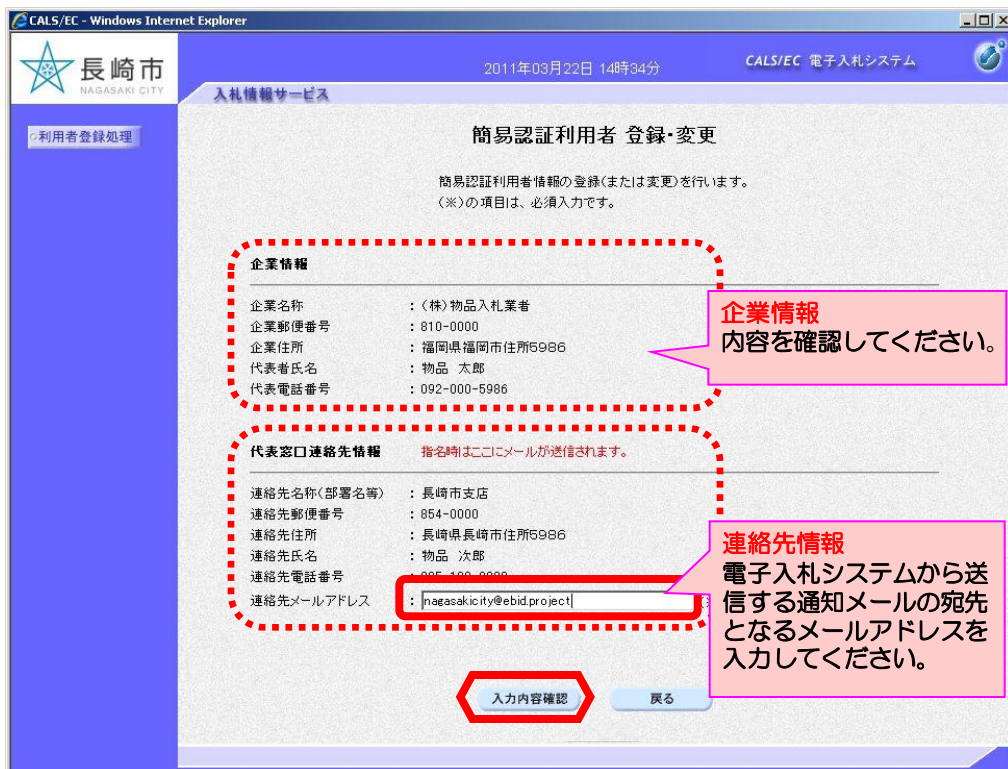 CALS/EC - Windows Internet Explorer
長崎市
NAGASAKI CITY
2011年03月22日 14時34分
CALS/EC 電子入札システム
入札情報サービス
利用者登録処理
簡易認証利用者 登録・変更
簡易認証利用者情報の登録(または変更)を行います。
(※)の項目は、必須入力です。
企業情報
企業名称 :(株)物品入札業者
企業郵便番号 :810-0000
企業住所 :福岡県福岡市住所5986
代表者氏名 :物品 太郎
代表電話番号 :092-000-5986
企業情報
内容を確認してください。
代表窓口連絡先情報 指名時はここにメールが送信されます。
連絡先名称(部署名等) :長崎市支店
連絡先郵便番号 :854-0000
連絡先住所 :長崎県長崎市住所5986
連絡先氏名 :物品 次郎
連絡先電話番号
連絡先メールアドレス :nagasakicity@ebid.project
連絡先情報
電子入札システムから送
信する通知メールの宛先
となるメールアドレスを
入力してください。
入力内容確認
戻る